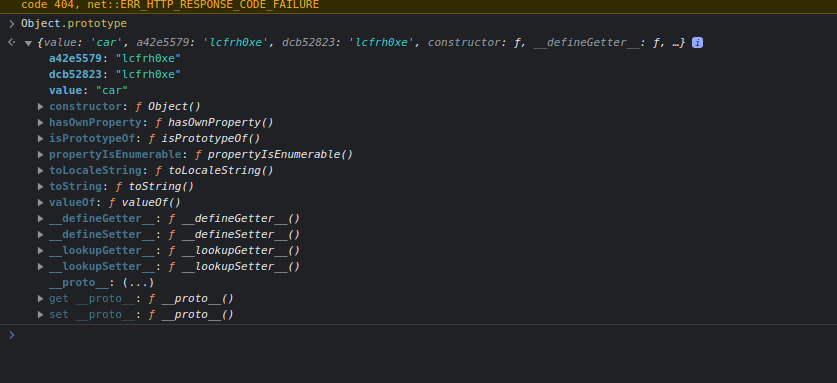 code 404, net::ERR_HTTP_RESPONSE_CODE_FAILURE
Object.prototype
{value: 'car', a42e5579: 'lcfrh0xe', dcb52823: 'lcfrh0xe', constructor: ƒ, __defineGetter__: ƒ, …} i
a42e5579: "lcfrh0xe"
dcb52823: "lcfrh0xe"
value: "car"
constructor: ƒ Object()
hasOwnProperty: ƒ hasOwnProperty()
isPrototypeOf: ƒ isPrototypeOf()
propertyIsEnumerable: ƒ propertyIsEnumerable()
toLocaleString: ƒ toLocaleString()
toString: ƒ toString()
valueOf: ƒ valueOf()
__defineGetter__: ƒ __defineGetter__()
__defineSetter__: ƒ __defineSetter__()
__lookupGetter__: ƒ __lookupGetter__()
__lookupSetter__: ƒ __lookupSetter__()
__proto__: (...)
get __proto__: ƒ __proto__()
set __proto__: ƒ __proto__()